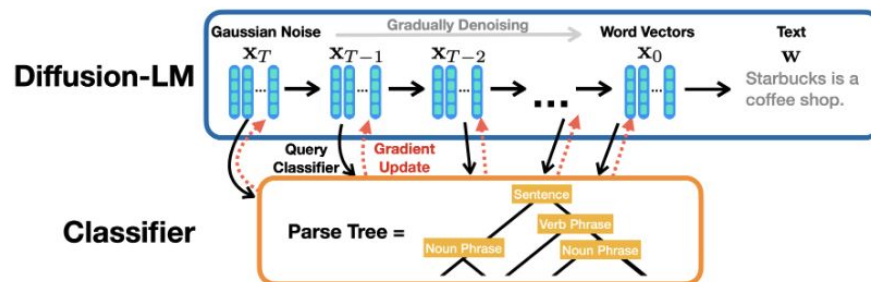 Gradually Denoising
Gaussian Noise
Word Vectors
Text
x_T
x_{T−1}
x_{T−2}
x_0
w
Diffusion-LM
...
Starbucks is a
coffee shop.
Query
Classifier
Gradient
Update
Classifier
Parse Tree =
Sentence
Verb Phrase
Noun Phrase
Noun Phrase